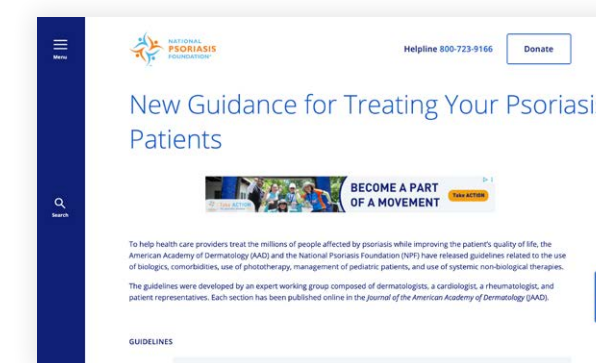 Menu
NATIONAL
PSORIASIS
FOUNDATION
Helpline 800-723-9166
Donate
New Guidance for Treating Your Psoriasis
Patients
Search
BECOME A PART
OF A MOVEMENT
Take ACTION
To help health care providers treat the millions of people affected by psoriasis while improving the patient's quality of life, the
American Academy of Dermatology (AAD) and the National Psoriasis Foundation (NPF) have released guidelines related to the use
of biologics, comorbidities, use of phototherapy, management of pediatric patients, and use of systemic non-biological therapies.
The guidelines were developed by an expert working group composed of dermatologists, a cardiologist, a rheumatologist, and
patient representatives. Each section has been published online in the Journal of the American Academy of Dermatology (JAAD).
GUIDELINES